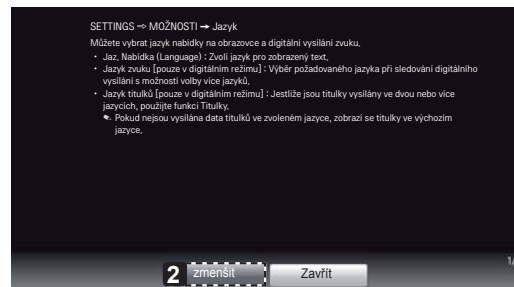 SETTINGS ⇨ MOŽNOSTI ➙ Jazyk
Můžete vybrat jazyk nabídky na obrazovce a digitální vysílání zvuku.
• Jaz. Nabídka (Language) : Zvolí jazyk pro zobrazený text.
• Jazyk zvuku [pouze v digitálním režimu] : Výběr požadovaného jazyka při sledování digitálního
vysílání s možností volby více jazyků.
• Jazyk titulků [pouze v digitálním režimu] : Jestliže jsou titulky vysílány ve dvou nebo více
jazycích, použijte funkci Titulky.
Pokud nejsou vysílána data titulků ve zvoleném jazyce, zobrazí se titulky ve výchozím
jazyce.
1/
2 zmenšit Zavřít